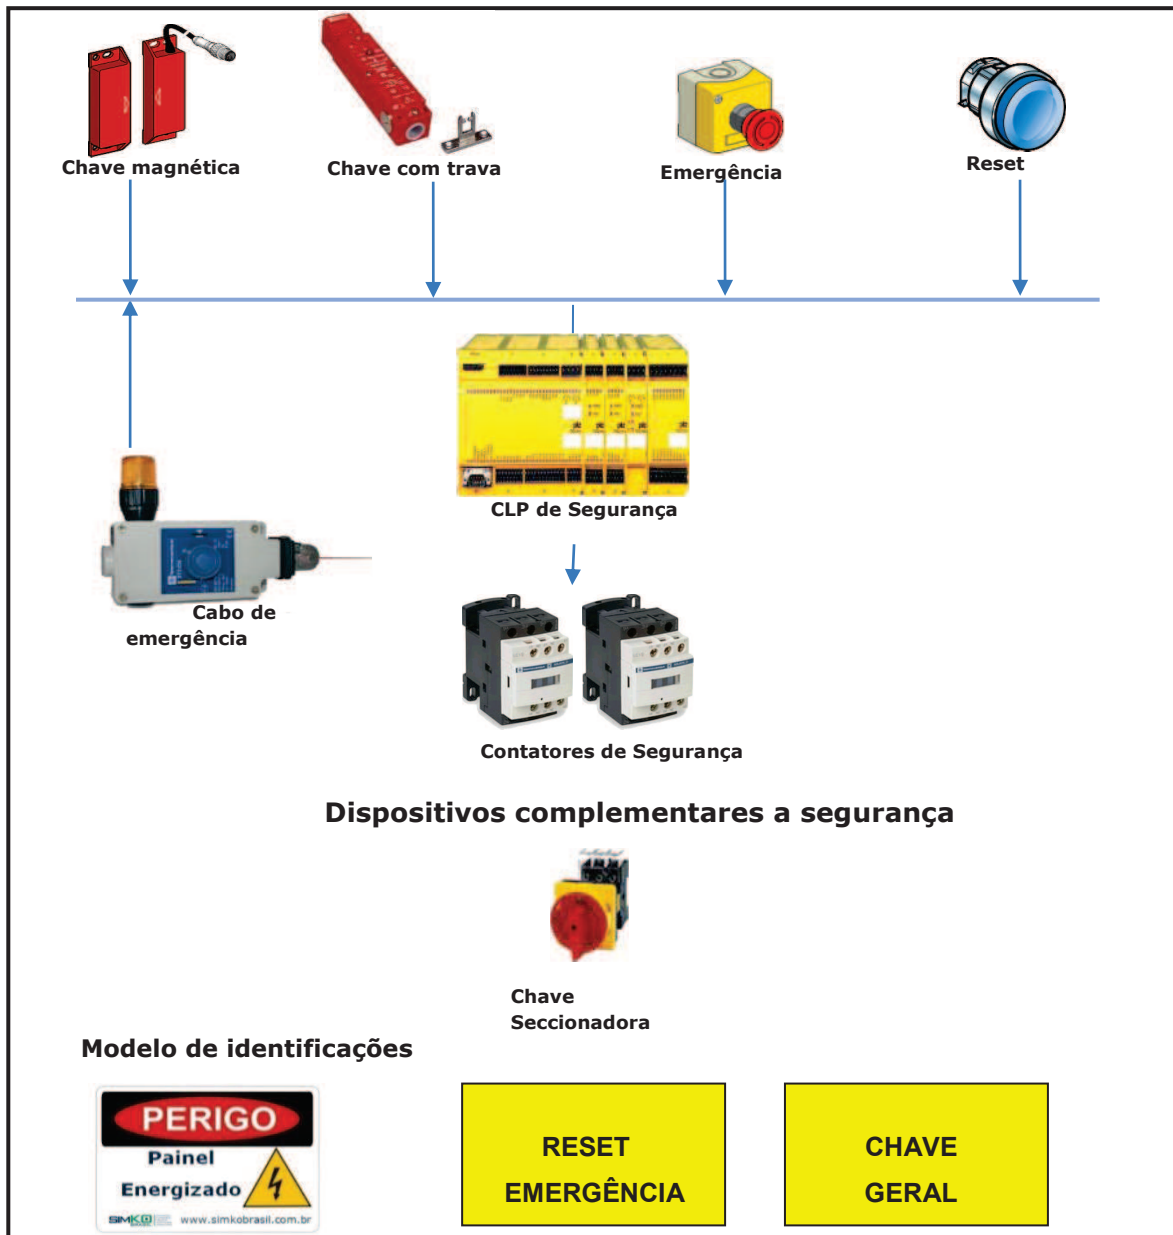 Chave magnética
Chave com trava
Emergência
Reset
CLP de Segurança
Cabo de
emergência
Contatores de Segurança
Dispositivos complementares a segurança
Chave
Seccionadora
Modelo de identificações
PERIGO
Painel
Energizado
SIMKO
www.simkobrasil.com.br
RESET
EMERGÊNCIA
CHAVE
GERAL